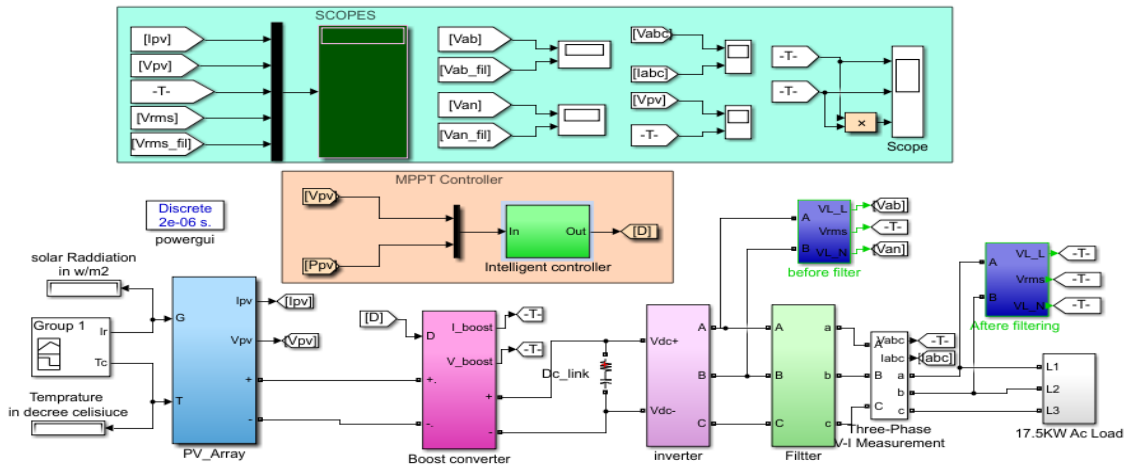 SCOPES
[Ipv]
[Vpv]
-T-
[Vrms]
[Vrms_fil]
[Vab]
[Vab_fil]
[Van]
[Van_fil]
[Vabc]
[Iabc]
[Vpv]
-T-
-T-
-T-
×
Scope
MPPT Controller
[Vpv]
[Ppv]
In
Out
Intelligent controller
[D]
Discrete
2e-06 s.
powergui
solar Raddiation
in w/m2
Group 1
Ir
Tc
Temprature
in decree celisiuce
G
T
Ipv
Vpv
+
-
PV_Array
[Ipv]
[Vpv]
[D]
D
+.
-.
I_boost
V_boost
+
-
Boost converter
-T-
-T-
Dc_link
Vdc+
Vdc-
A
B
C
inverter
A
B
VL_L
Vrms
VL_N
before filter
[Vab]
-T-
[Van]
A
B
C
a
b
c
Filtter
A
B
C
Vabc
Iabc
a
b
c
Three-Phase
V-I Measurement
-T-
[Iabc]
A
B
VL_L
Vrms
VL_N
Aftere filtering
-T-
-T-
-T-
L1
L2
L3
17.5KW Ac Load